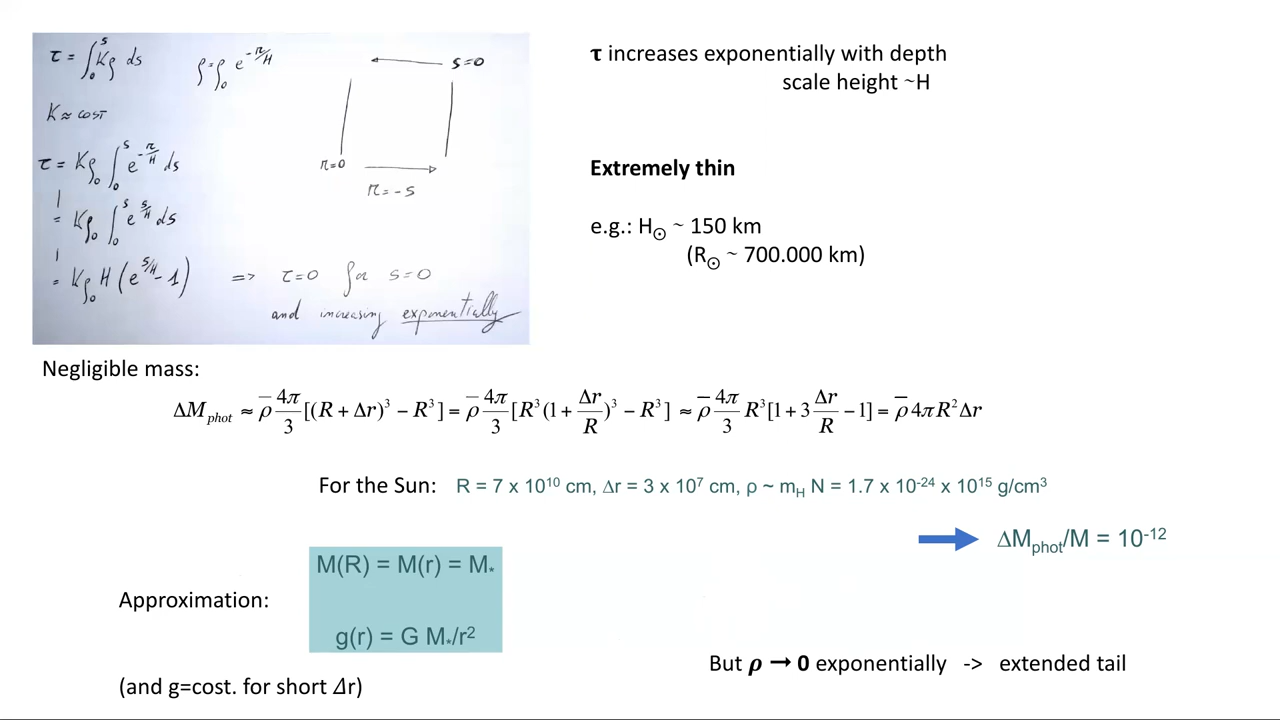 τ = ∫₀ˢ Kρ ds    ρ = ρ₀ e^{-r/H}    s=0
K ≈ cost
τ = Kρ₀ ∫₀ˢ e^{-r/H} ds    r=0
r = -s
= Kρ₀ ∫₀ˢ e^{s/H} ds
= Kρ₀ H (e^{s/H} - 1)    => τ=0 for s=0
and increasing exponentially
τ increases exponentially with depth
scale height ~H
Extremely thin
e.g.: H☉ ~ 150 km
(R☉ ~ 700.000 km)
Negligible mass:
ΔM_phot ≈ ρ̄ 4π/3 [(R + Δr)³ − R³] = ρ̄ 4π/3 [R³(1 + Δr/R)³ − R³] ≈ ρ̄ 4π/3 R³[1 + 3 Δr/R − 1] = ρ̄ 4πR²Δr
For the Sun: R = 7 x 10¹⁰ cm, Δr = 3 x 10⁷ cm, ρ ~ m_H N = 1.7 x 10⁻²⁴ x 10¹⁵ g/cm³
ΔM_phot/M = 10⁻¹²
M(R) = M(r) = M*
Approximation:
g(r) = G M*/r²
But ρ → 0 exponentially -> extended tail
(and g=cost. for short Δr)